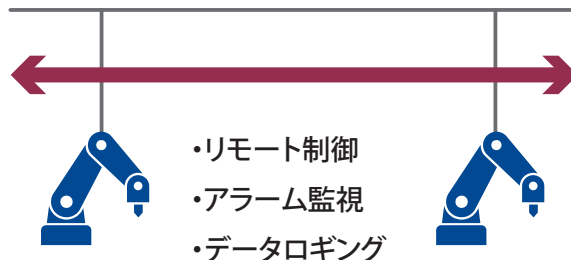 ・リモート制御
・アラーム監視
・データロギング